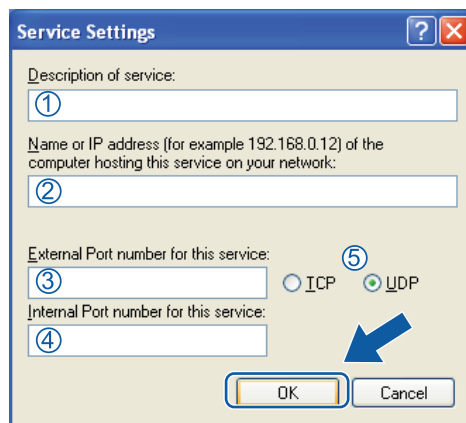 Service Settings
Description of service:
①
Name or IP address (for example 192.168.0.12) of the
computer hosting this service on your network:
②
External Port number for this service:
⑤
③
TCP
UDP
Internal Port number for this service:
④
OK
Cancel